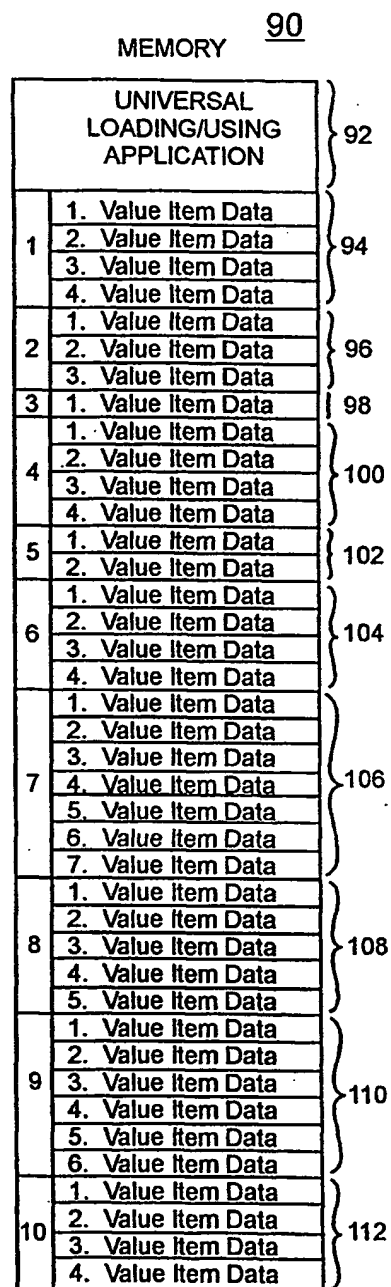 90
MEMORY
UNIVERSAL
LOADING/USING
APPLICATION
92
1. Value Item Data
2. Value Item Data
3. Value Item Data
4. Value Item Data
1
94
1. Value Item Data
2. Value Item Data
3. Value Item Data
2
96
3
1. Value Item Data
98
1. Value Item Data
2. Value Item Data
3. Value Item Data
4. Value Item Data
4
100
1. Value Item Data
2. Value Item Data
5
102
1. Value Item Data
2. Value Item Data
3. Value Item Data
4. Value Item Data
6
104
1. Value Item Data
2. Value Item Data
3. Value Item Data
4. Value Item Data
5. Value Item Data
6. Value Item Data
7. Value Item Data
7
106
1. Value Item Data
2. Value Item Data
3. Value Item Data
4. Value Item Data
5. Value Item Data
8
108
1. Value Item Data
2. Value Item Data
3. Value Item Data
4. Value Item Data
5. Value Item Data
6. Value Item Data
9
110
1. Value Item Data
2. Value Item Data
3. Value Item Data
4. Value Item Data
10
112